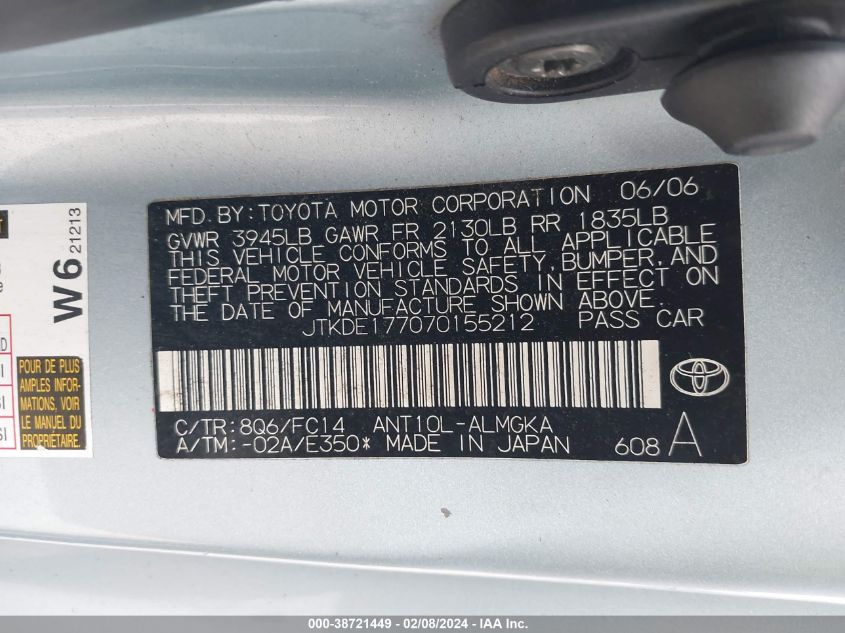 MFD. BY: TOYOTA MOTOR CORPORATION 06/06
GVWR 3945LB GAWR FR 2130LB RR 1835LB
THIS VEHICLE CONFORMS TO ALL APPLICABLE
FEDERAL MOTOR VEHICLE SAFETY, BUMPER, AND
THEFT PREVENTION STANDARDS IN EFFECT ON
THE DATE OF MANUFACTURE SHOWN ABOVE.
JTKDE177070155212 PASS CAR
C/TR: 8Q6/FC14 ANT10L-ALMGKA
A/TM: -02A/E350* MADE IN JAPAN 608 A
W6 21213
POUR DE PLUS
AMPLES INFOR-
MATIONS, VOIR
LE MANUEL DU
PROPRIÉTAIRE.
000-38721449 - 02/08/2024 - IAA Inc.